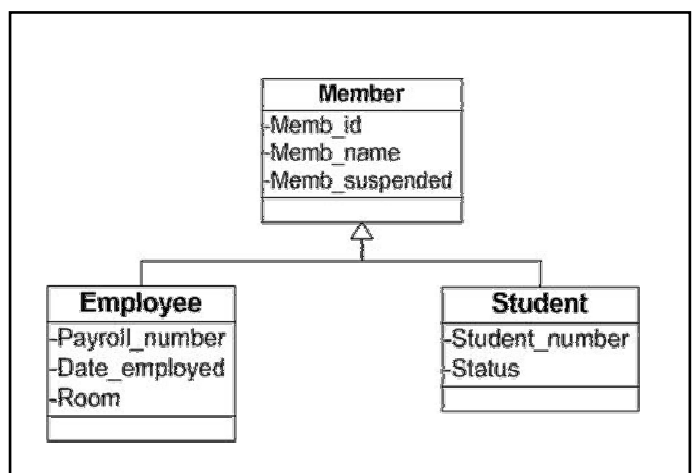 Member
-Memb_id
-Memb_name
-Memb_suspended
Employee
-Payroll_number
-Date_employed
-Room
Student
-Student_number
-Status